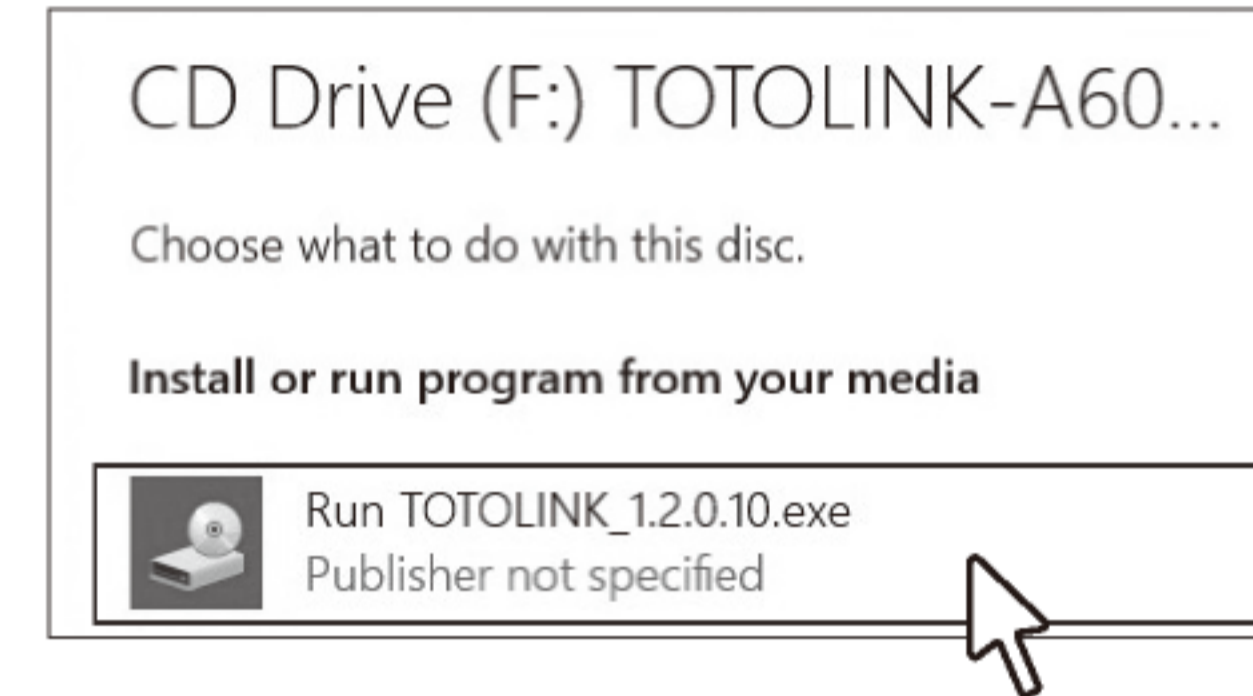 CD Drive (F:) TOTOLINK-A60...
Choose what to do with this disc.
Install or run program from your media
Run TOTOLINK_1.2.0.10.exe
Publisher not specified